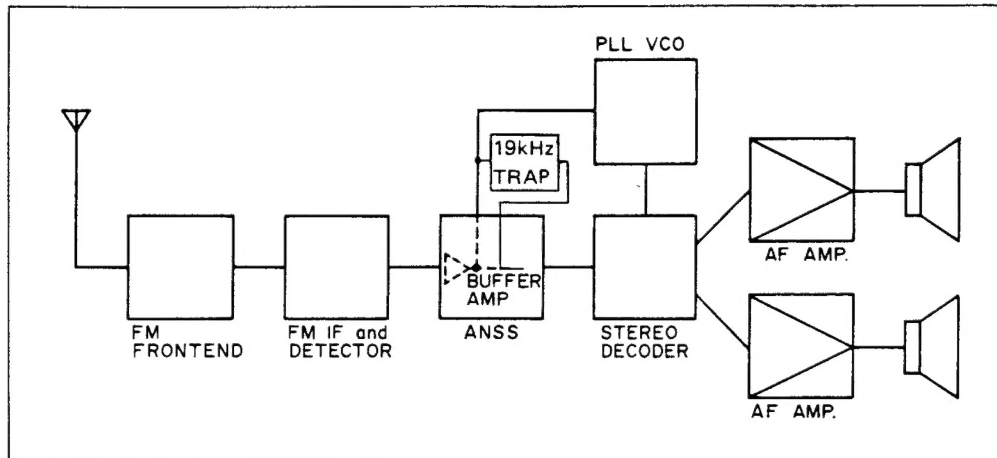 PLL VCO
19kHz
TRAP
BUFFER
AMP
FM
FRONTEND
FM IF and
DETECTOR
ANSS
STEREO
DECODER
AF AMP.
AF AMP.